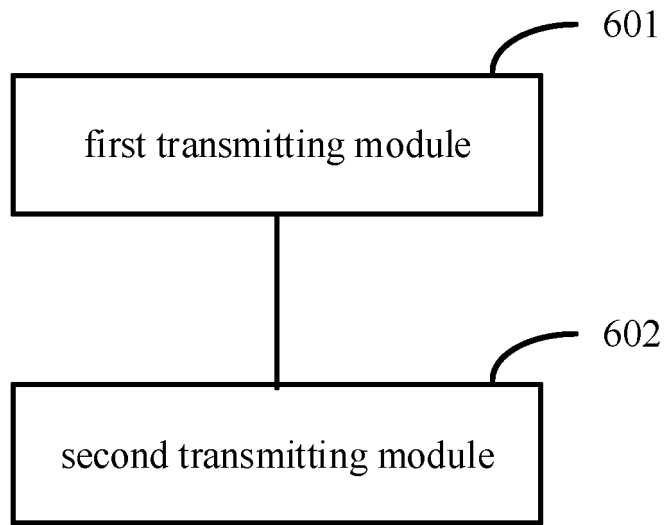 601
first transmitting module
602
second transmitting module